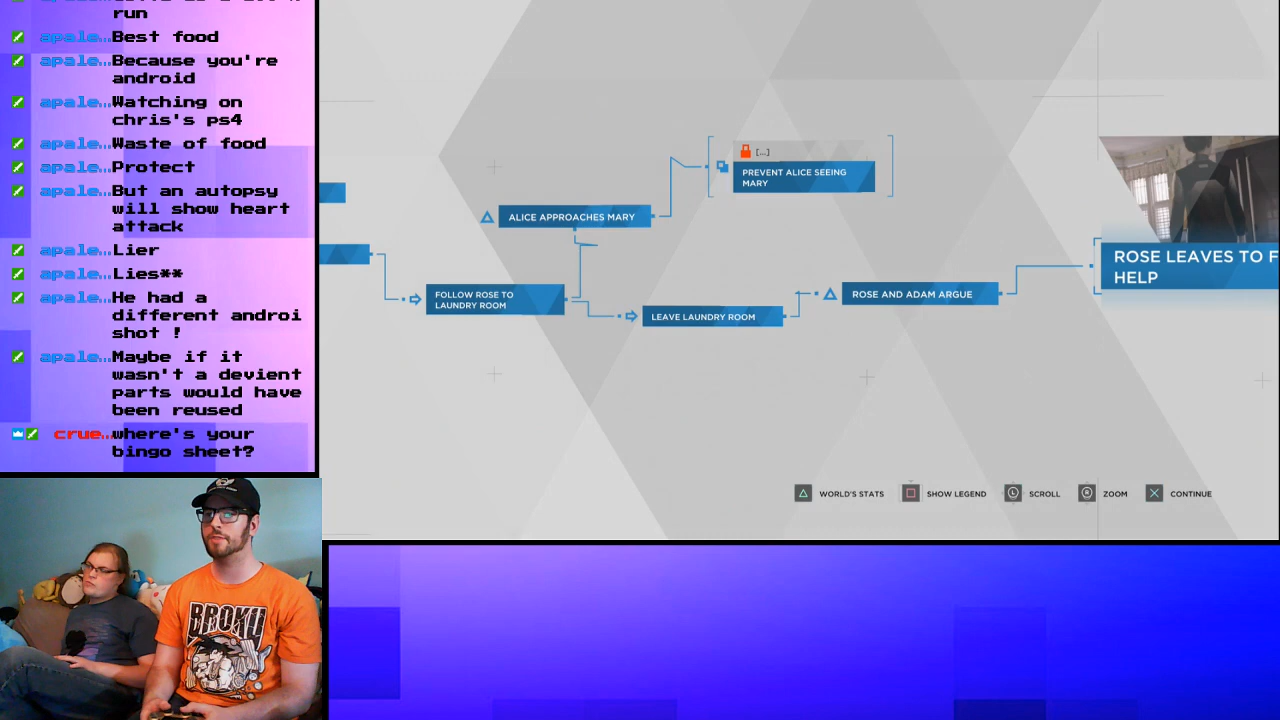 run
apale...Best food
apale...Because you're
android
apale...Watching on
chris's ps4
apale...Waste of food
apale...Protect
apale...But an autopsy
will show heart
attack
apale...Lier
apale...Lies**
apale...He had a
different androi
shot !
apale...Maybe if it
wasn't a devient
parts would have
been reused
crue...where's your
bingo sheet?
[...]
PREVENT ALICE SEEING
MARY
ALICE APPROACHES MARY
FOLLOW ROSE TO
LAUNDRY ROOM
LEAVE LAUNDRY ROOM
ROSE AND ADAM ARGUE
ROSE LEAVES TO F
HELP
WORLD'S STATS
SHOW LEGEND
L SCROLL
R ZOOM
CONTINUE